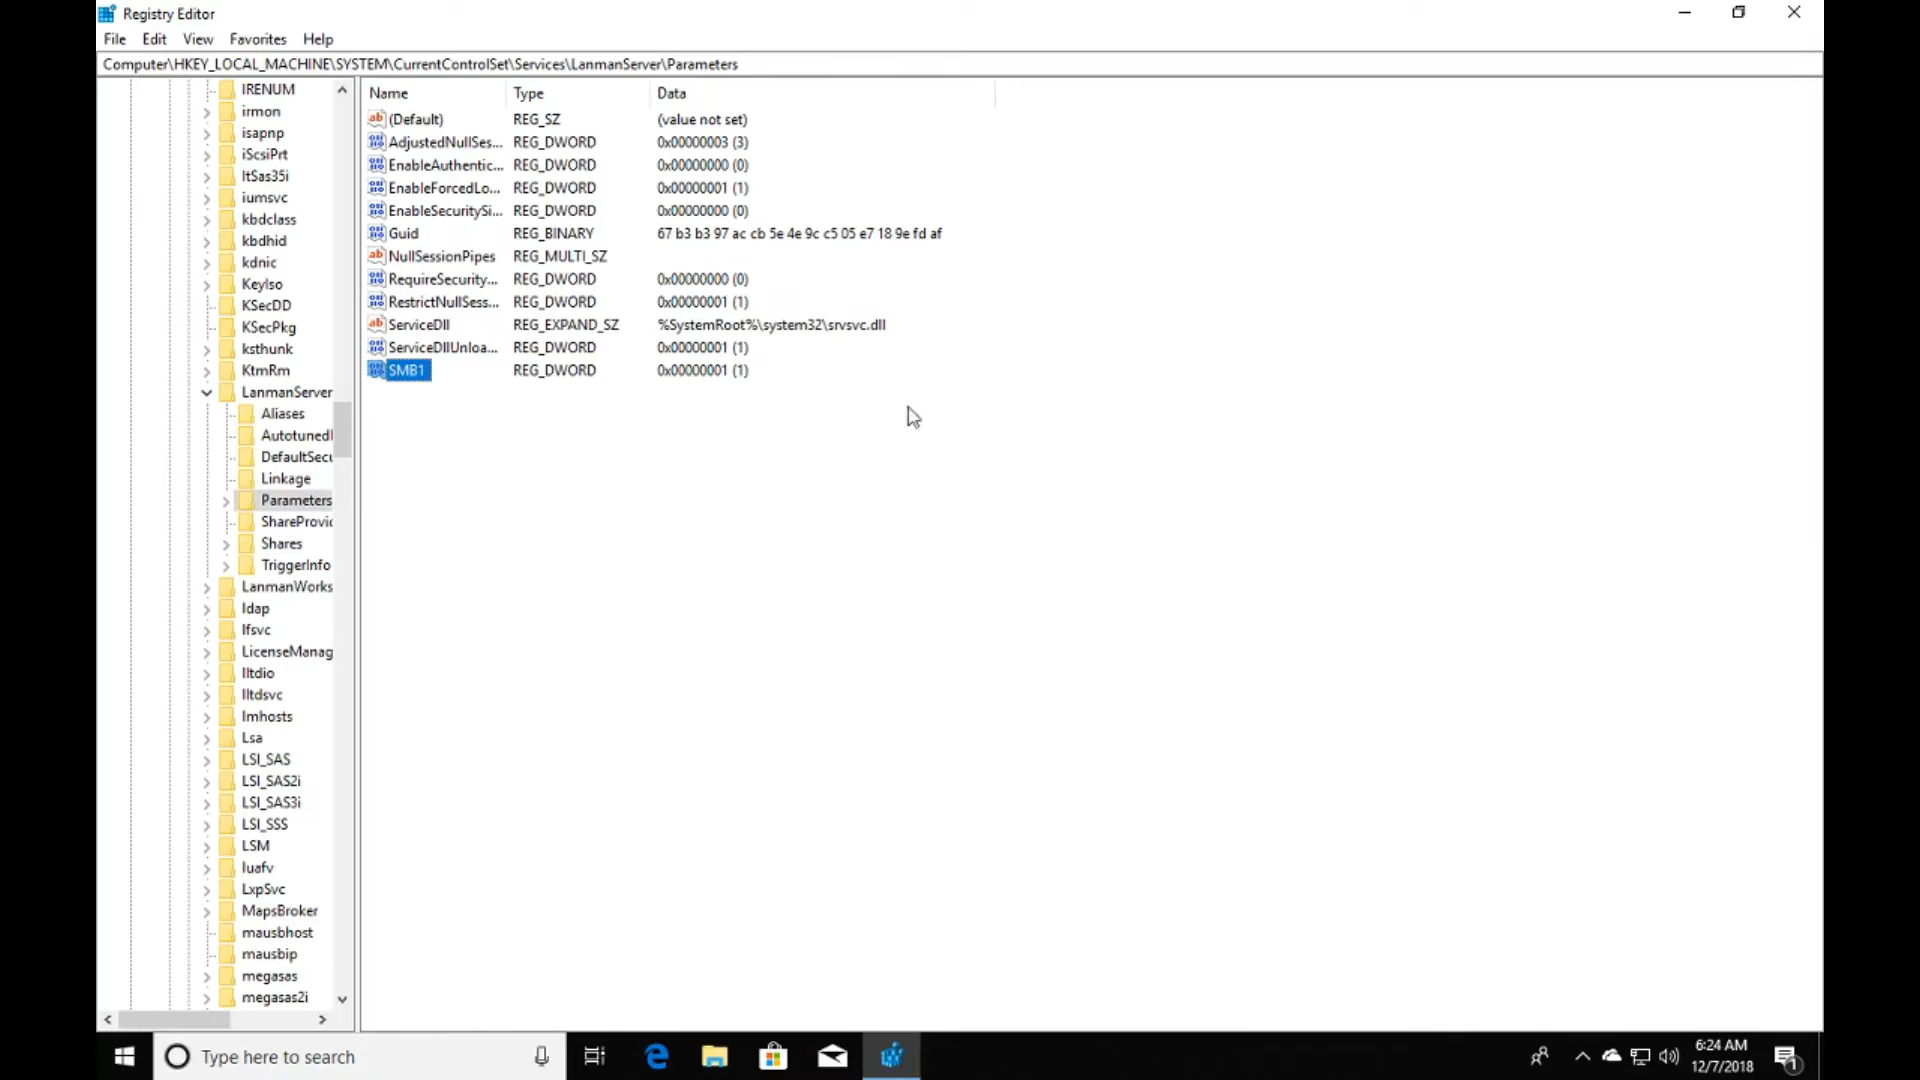 Registry Editor
File Edit View Favorites Help
Computer\HKEY_LOCAL_MACHINE\SYSTEM\CurrentControlSet\Services\LanmanServer\Parameters
IRENUM
irmon
isapnp
iScsiPrt
ItSas35i
iumsvc
kbdclass
kbdhid
kdnic
KeyIso
KSecDD
KSecPkg
ksthunk
KtmRm
LanmanServer
Aliases
Autotuned
DefaultSecu
Linkage
Parameters
ShareProvid
Shares
TriggerInfo
LanmanWorks
ldap
lfsvc
LicenseManag
lltdio
lltdsvc
lmhosts
Lsa
LSI_SAS
LSI_SAS2i
LSI_SAS3i
LSI_SSS
LSM
luafv
LxpSvc
MapsBroker
mausbhost
mausbip
megasas
megasas2i
Name Type Data
(Default) REG_SZ (value not set)
AdjustedNullSes... REG_DWORD 0x00000003 (3)
EnableAuthentic... REG_DWORD 0x00000000 (0)
EnableForcedLo... REG_DWORD 0x00000001 (1)
EnableSecuritySi... REG_DWORD 0x00000000 (0)
Guid REG_BINARY 67 b3 b3 97 ac cb 5e 4e 9c c5 05 e7 18 9e fd af
NullSessionPipes REG_MULTI_SZ
RequireSecurity... REG_DWORD 0x00000000 (0)
RestrictNullSess... REG_DWORD 0x00000001 (1)
ServiceDll REG_EXPAND_SZ %SystemRoot%\system32\srvsvc.dll
ServiceDllUnloa... REG_DWORD 0x00000001 (1)
SMB1 REG_DWORD 0x00000001 (1)
Type here to search
6:24 AM
12/7/2018
1